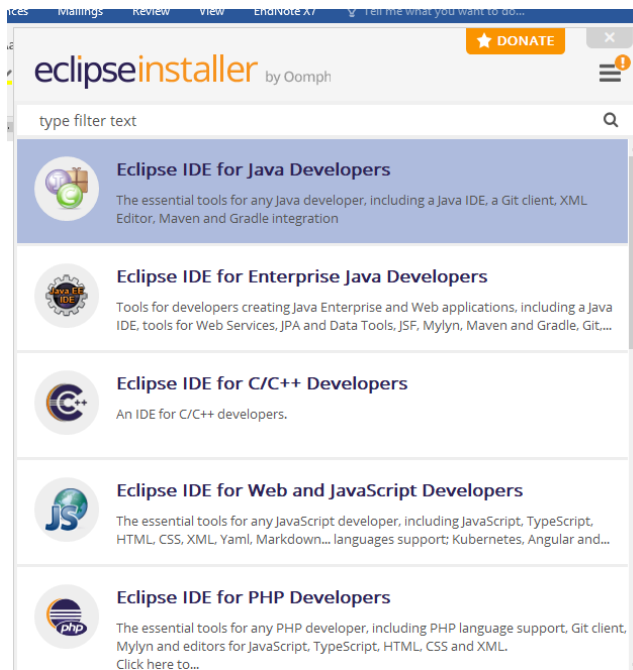 Mailings Review View EndNote X7 Tell me what you want to do...
DONATE
eclipseinstaller by Oomph
type filter text
Eclipse IDE for Java Developers
The essential tools for any Java developer, including a Java IDE, a Git client, XML
Editor, Maven and Gradle integration
Java EE
IDE
Eclipse IDE for Enterprise Java Developers
Tools for developers creating Java Enterprise and Web applications, including a Java
IDE, tools for Web Services, JPA and Data Tools, JSF, Mylyn, Maven and Gradle, Git,...
C++
Eclipse IDE for C/C++ Developers
An IDE for C/C++ developers.
JS
Eclipse IDE for Web and JavaScript Developers
The essential tools for any JavaScript developer, including JavaScript, TypeScript,
HTML, CSS, XML, Yaml, Markdown... languages support; Kubernetes, Angular and...
php
Eclipse IDE for PHP Developers
The essential tools for any PHP developer, including PHP language support, Git client,
Mylyn and editors for JavaScript, TypeScript, HTML, CSS and XML.
Click here to...